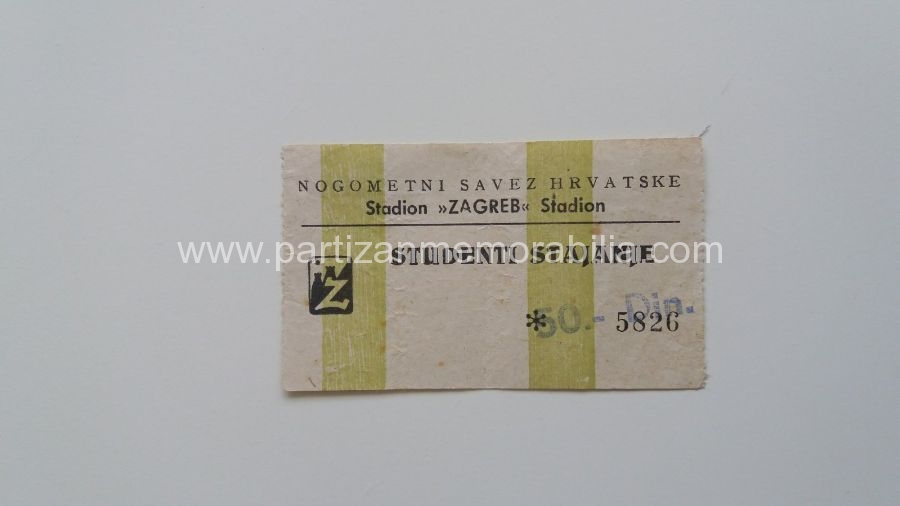 NOGOMETNI SAVEZ HRVATSKE
Stadion »ZAGREB« Stadion
www.partizanmemorabilia.com
STUDENTI STAJANJE
Z
*50.- Din. 5826